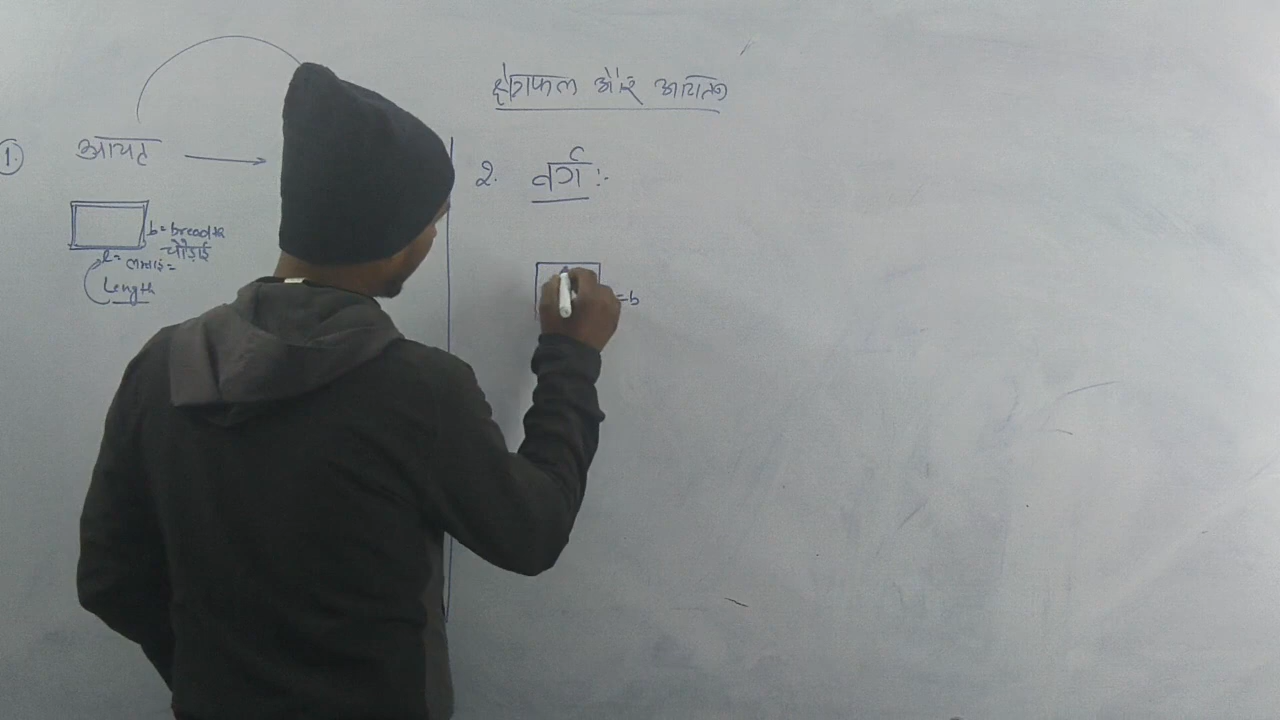 क्षेत्रफल और आयतन
1. आयत
b = breadth
चौड़ाई
l = लम्बाई =
Length
2. वर्ग :-
= b